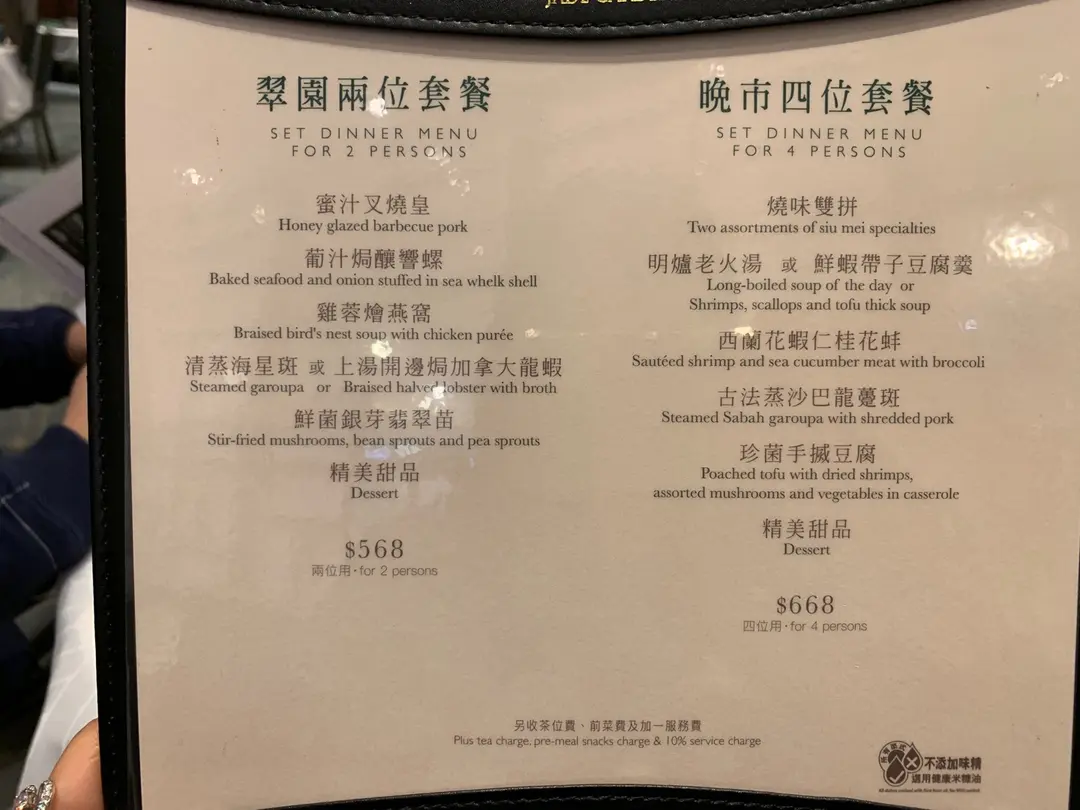 翠園兩位套餐
SET DINNER MENU
FOR 2 PERSONS
蜜汁叉燒皇
Honey glazed barbecue pork
葡汁焗釀響螺
Baked seafood and onion stuffed in sea whelk shell
雞蓉燴燕窩
Braised bird's nest soup with chicken purée
清蒸海星斑 或 上湯開邊焗加拿大龍蝦
Steamed garoupa or Braised halved lobster with broth
鮮菌銀芽翡翠苗
Stir-fried mushrooms, bean sprouts and pea sprouts
精美甜品
Dessert
$568
兩位用·for 2 persons
晚市四位套餐
SET DINNER MENU
FOR 4 PERSONS
燒味雙拼
Two assortments of siu mei specialties
明爐老火湯 或 鮮蝦帶子豆腐羹
Long-boiled soup of the day or
Shrimps, scallops and tofu thick soup
西蘭花蝦仁桂花蚌
Sautéed shrimp and sea cucumber meat with broccoli
古法蒸沙巴龍躉斑
Steamed Sabah garoupa with shredded pork
珍菌手搣豆腐
Poached tofu with dried shrimps,
assorted mushrooms and vegetables in casserole
精美甜品
Dessert
$668
四位用·for 4 persons
另收茶位費、前菜費及加一服務費
Plus tea charge, pre-meal snacks charge & 10% service charge
不添加味精
選用健康米糠油